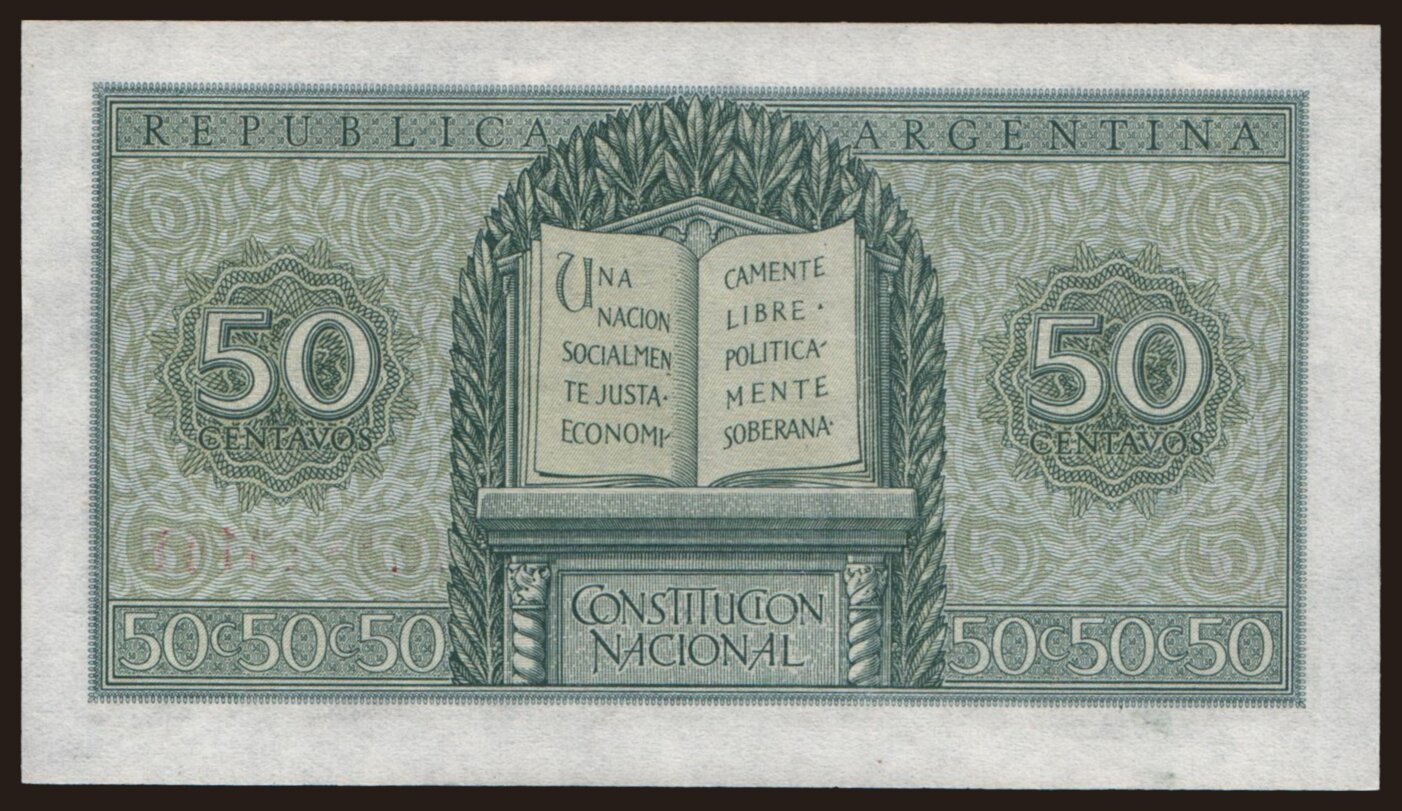 REPUBLICA ARGENTINA
UNA
NACION
SOCIALMEN
TE JUSTA·
ECONOMI-
CAMENTE
LIBRE·
POLITICA-
MENTE
SOBERANA·
50
CENTAVOS
50
CENTAVOS
CONSTITUCION
NACIONAL
50C50C50
50C50C50